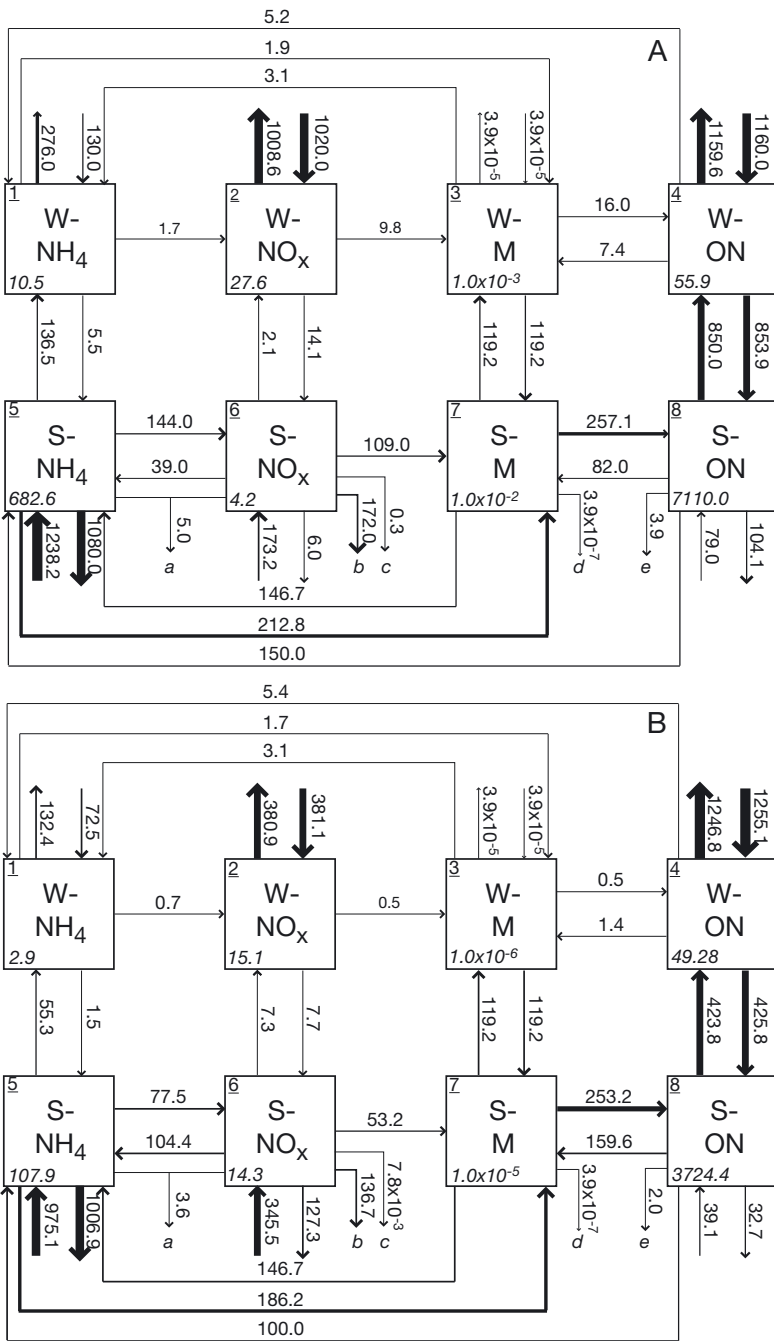 5.2
A
1.9
3.1
276.0
130.0
1008.6
1020.0
3.9x10-5
3.9x10-5
1159.6
1160.0
1
W-
NH4
10.5
1.7
2
W-
NOx
27.6
9.8
3
W-
M
1.0x10-3
16.0
7.4
4
W-
ON
55.9
136.5
5.5
2.1
14.1
119.2
119.2
850.0
853.9
5
S-
NH4
682.6
144.0
39.0
6
S-
NOx
4.2
109.0
7
S-
M
1.0x10-2
257.1
82.0
8
S-
ON
7110.0
1238.2
1080.0
5.0
a
173.2
6.0
172.0
b
0.3
c
3.9x10-7
d
3.9
e
79.0
104.1
146.7
212.8
150.0
5.4
B
1.7
3.1
132.4
72.5
380.9
381.1
3.9x10-5
3.9x10-5
1246.8
1255.1
1
W-
NH4
2.9
0.7
2
W-
NOx
15.1
0.5
3
W-
M
1.0x10-6
0.5
1.4
4
W-
ON
49.28
55.3
1.5
7.3
7.7
119.2
119.2
423.8
425.8
5
S-
NH4
107.9
77.5
104.4
6
S-
NOx
14.3
53.2
7
S-
M
1.0x10-5
253.2
159.6
8
S-
ON
3724.4
975.1
1006.9
3.6
a
345.5
127.3
136.7
b
7.8x10-3
c
3.9x10-7
d
2.0
e
39.1
32.7
146.7
186.2
100.0